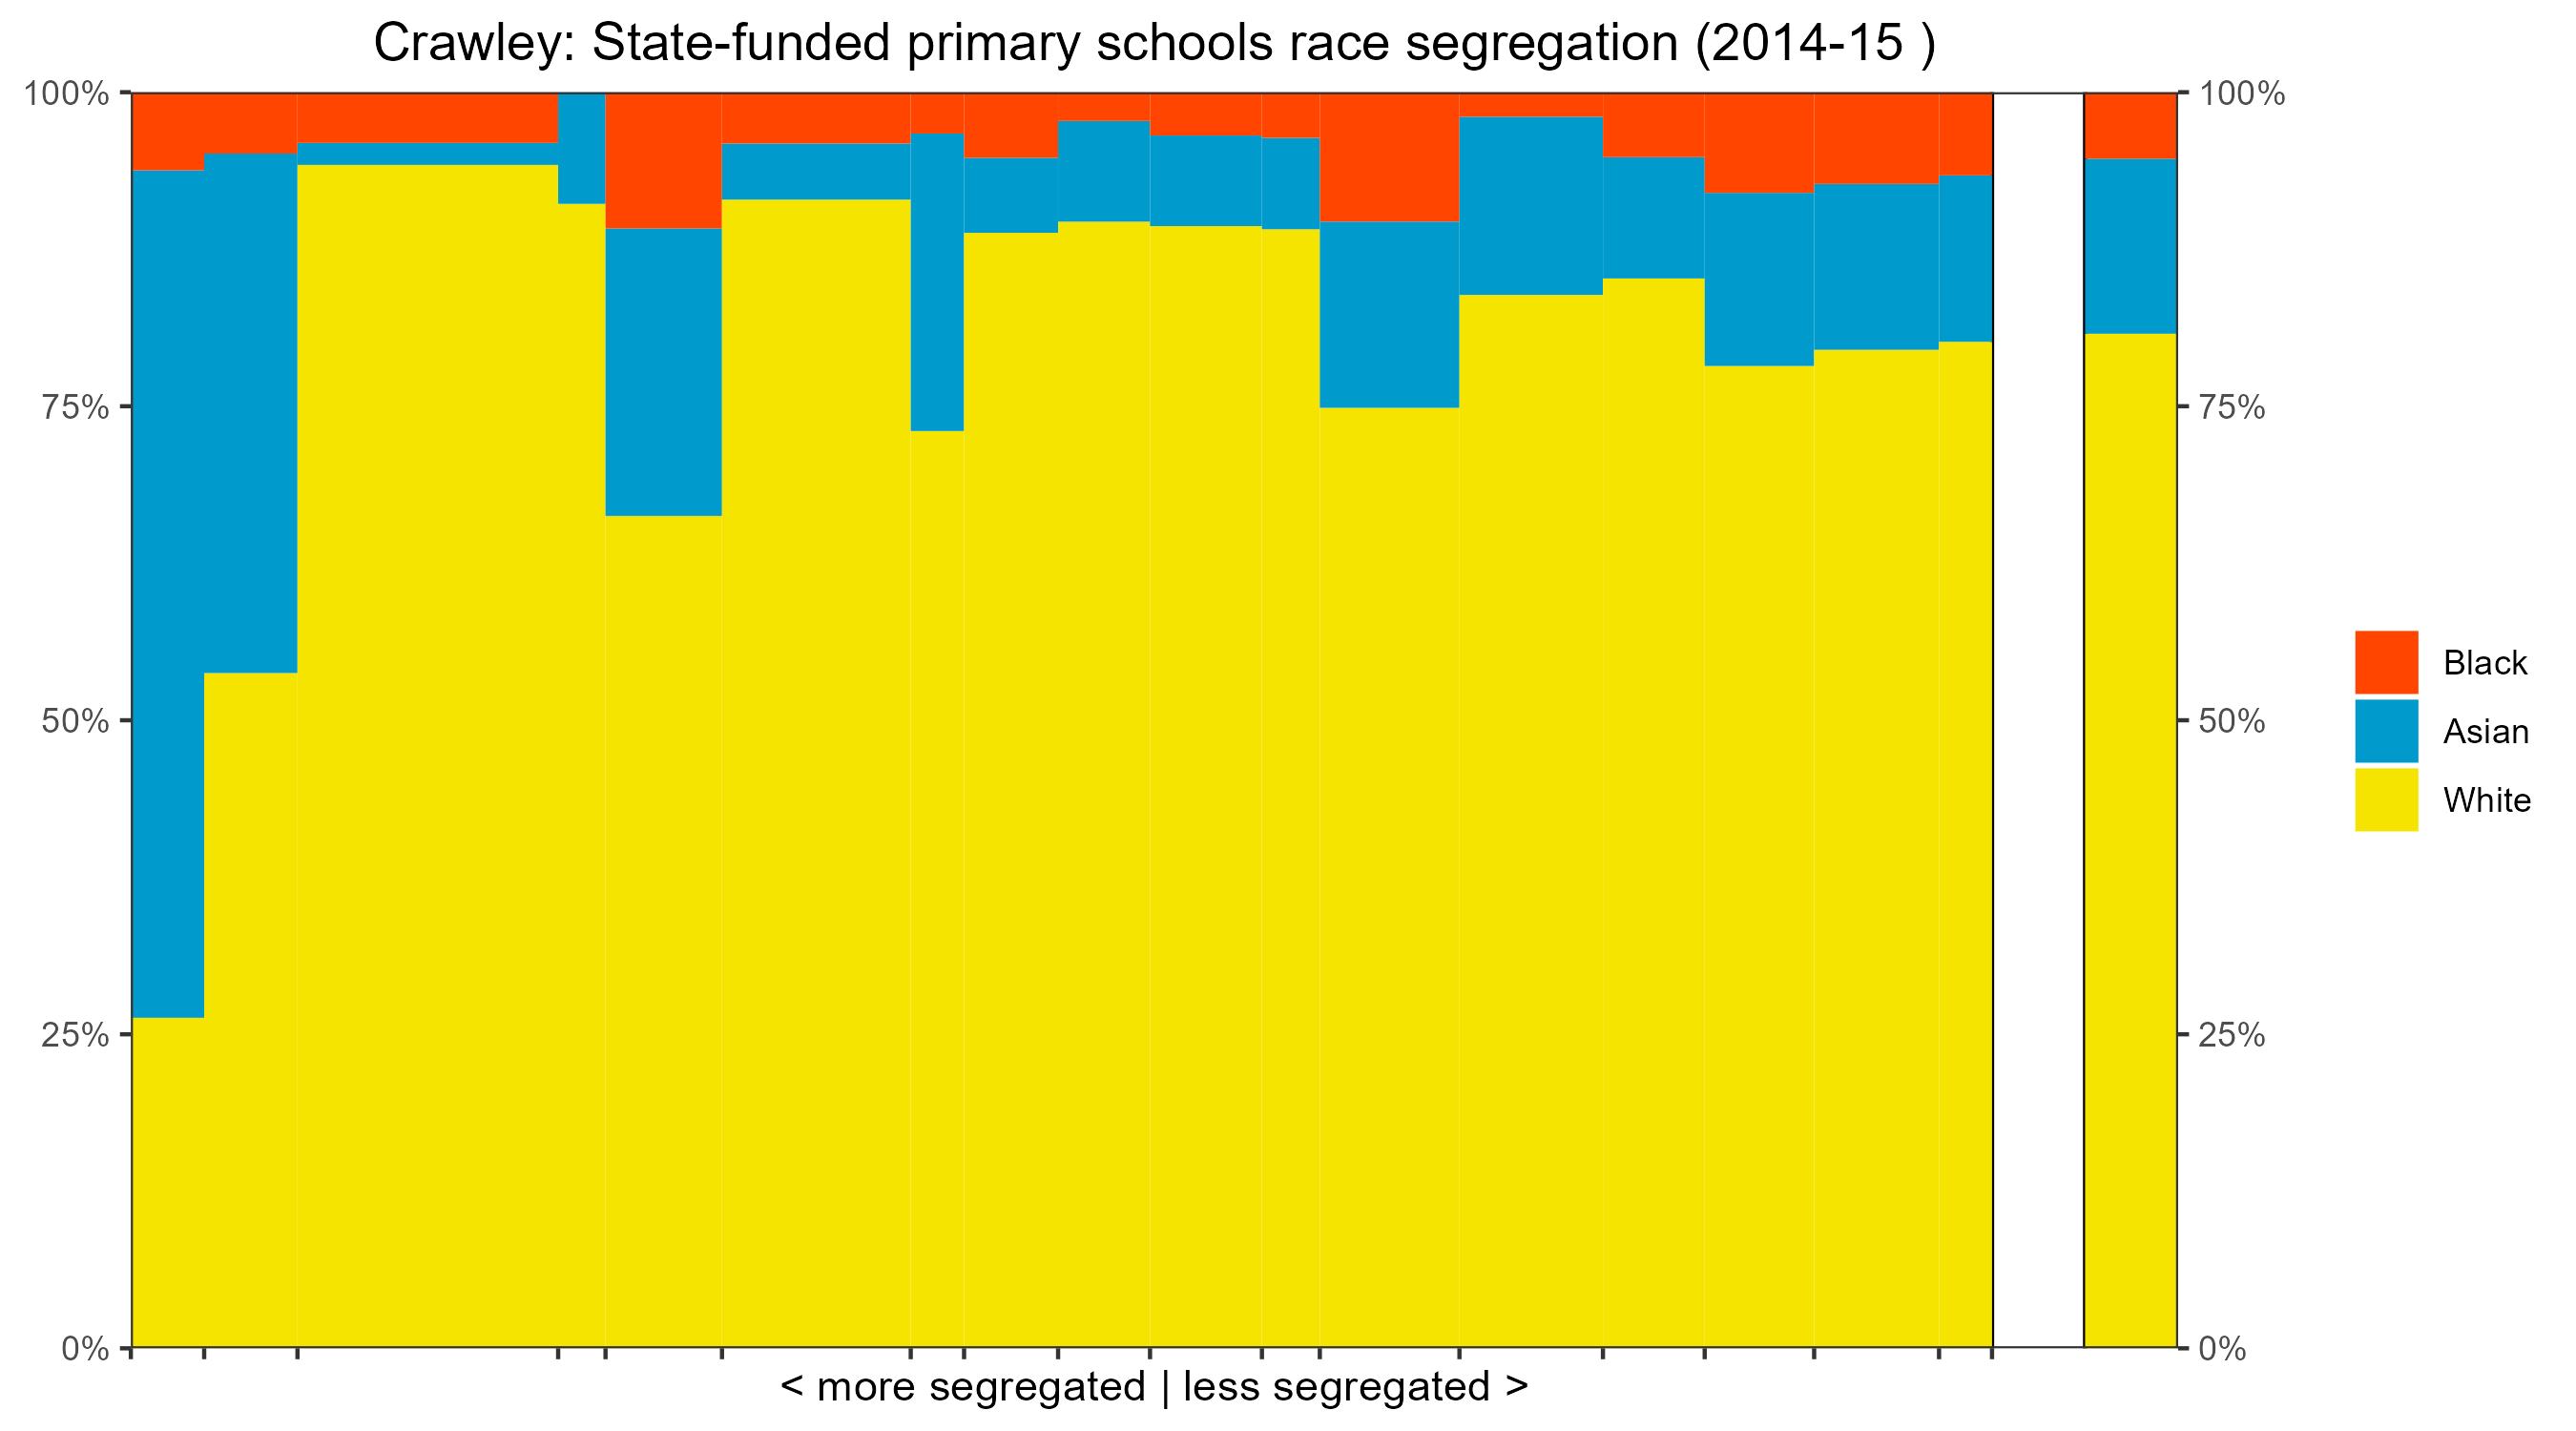 Crawley: State-funded primary schools race segregation (2014-15 )
100%
75%
50%
25%
0%
100%
75%
50%
25%
0%
Black
Asian
White
< more segregated | less segregated >